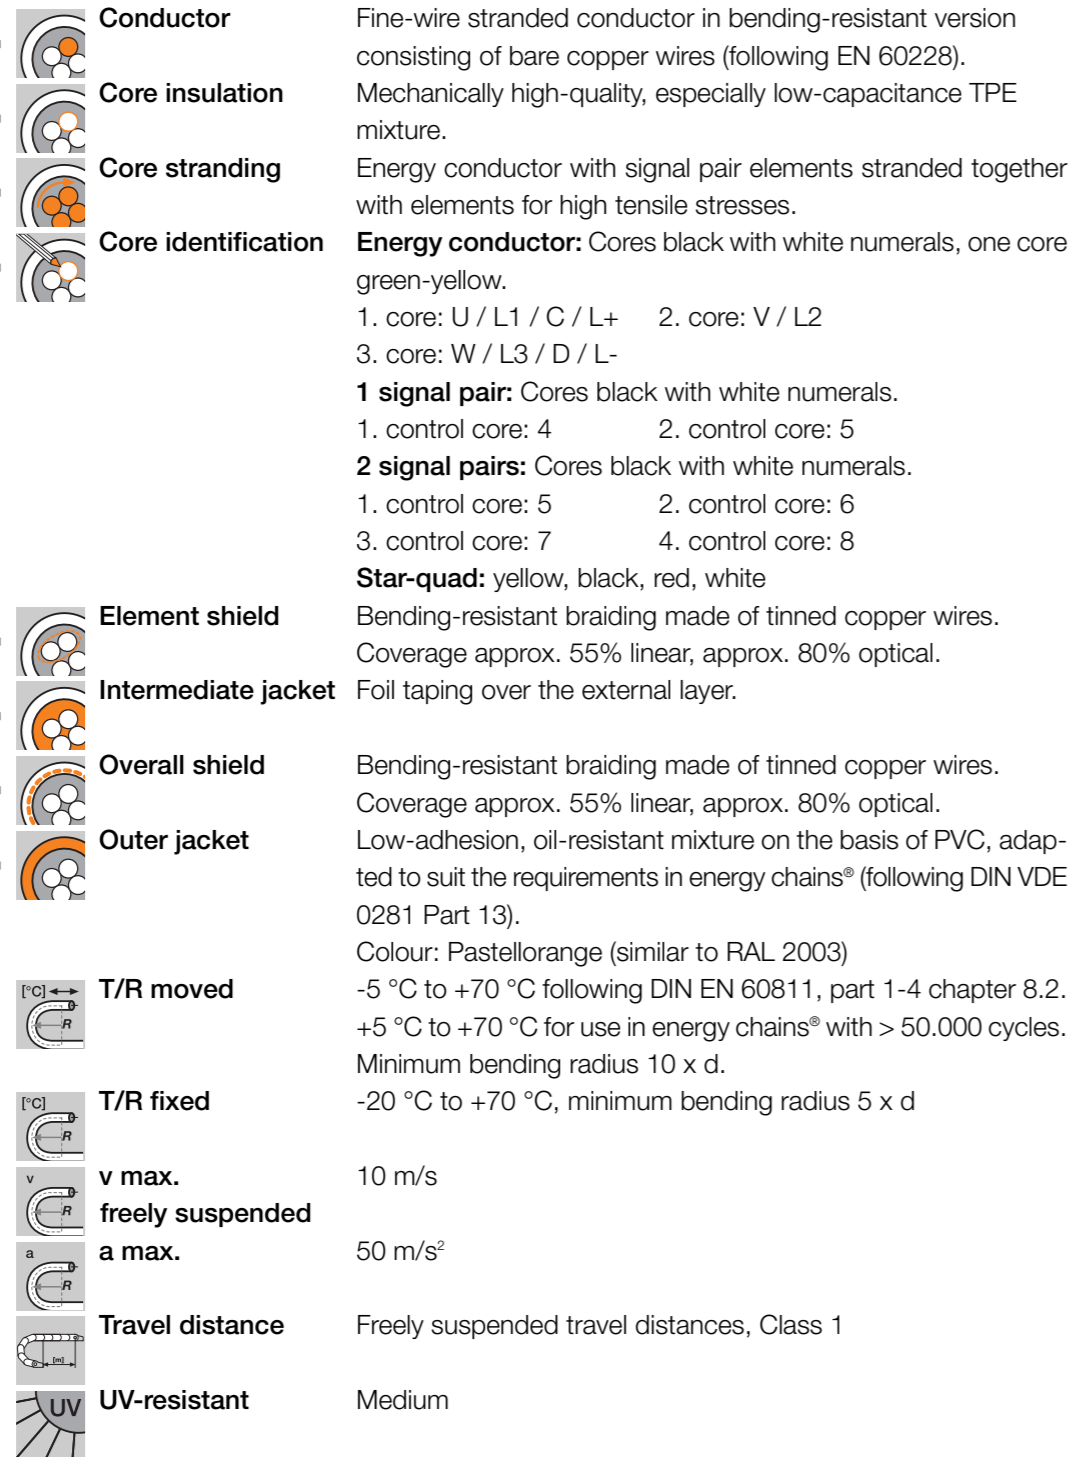 Conductor Fine-wire stranded conductor in bending-resistant version
consisting of bare copper wires (following EN 60228).
Core insulation Mechanically high-quality, especially low-capacitance TPE
mixture.
Core stranding Energy conductor with signal pair elements stranded together
with elements for high tensile stresses.
Core identification Energy conductor: Cores black with white numerals, one core
green-yellow.
1. core: U / L1 / C / L+ 2. core: V / L2
3. core: W / L3 / D / L-
1 signal pair: Cores black with white numerals.
1. control core: 4 2. control core: 5
2 signal pairs: Cores black with white numerals.
1. control core: 5 2. control core: 6
3. control core: 7 4. control core: 8
Star-quad: yellow, black, red, white
Element shield Bending-resistant braiding made of tinned copper wires.
Coverage approx. 55% linear, approx. 80% optical.
Intermediate jacket Foil taping over the external layer.
Overall shield Bending-resistant braiding made of tinned copper wires.
Coverage approx. 55% linear, approx. 80% optical.
Outer jacket Low-adhesion, oil-resistant mixture on the basis of PVC, adap-
ted to suit the requirements in energy chains® (following DIN VDE
0281 Part 13).
Colour: Pastellorange (similar to RAL 2003)
[°C] T/R moved -5 °C to +70 °C following DIN EN 60811, part 1-4 chapter 8.2.
R +5 °C to +70 °C for use in energy chains® with > 50.000 cycles.
Minimum bending radius 10 x d.
[°C] T/R fixed -20 °C to +70 °C, minimum bending radius 5 x d
R
v v max. 10 m/s
R freely suspended
a a max. 50 m/s²
R
Travel distance Freely suspended travel distances, Class 1
[m]
UV UV-resistant Medium